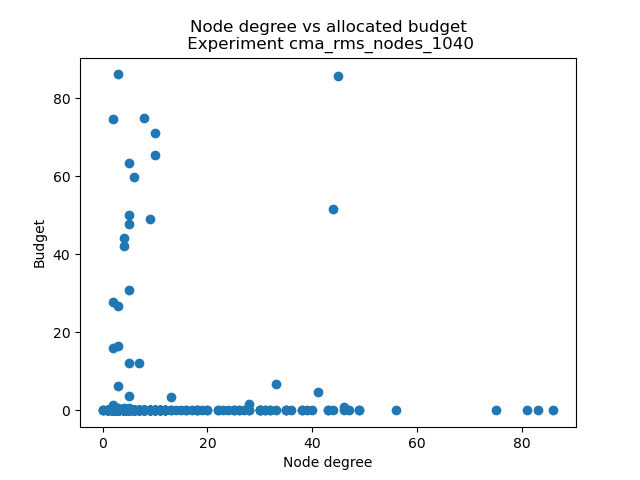 Node degree vs allocated budget
Experiment cma_rms_nodes_1040
80
60
40
20
0
Budget
0 20 40 60 80
Node degree